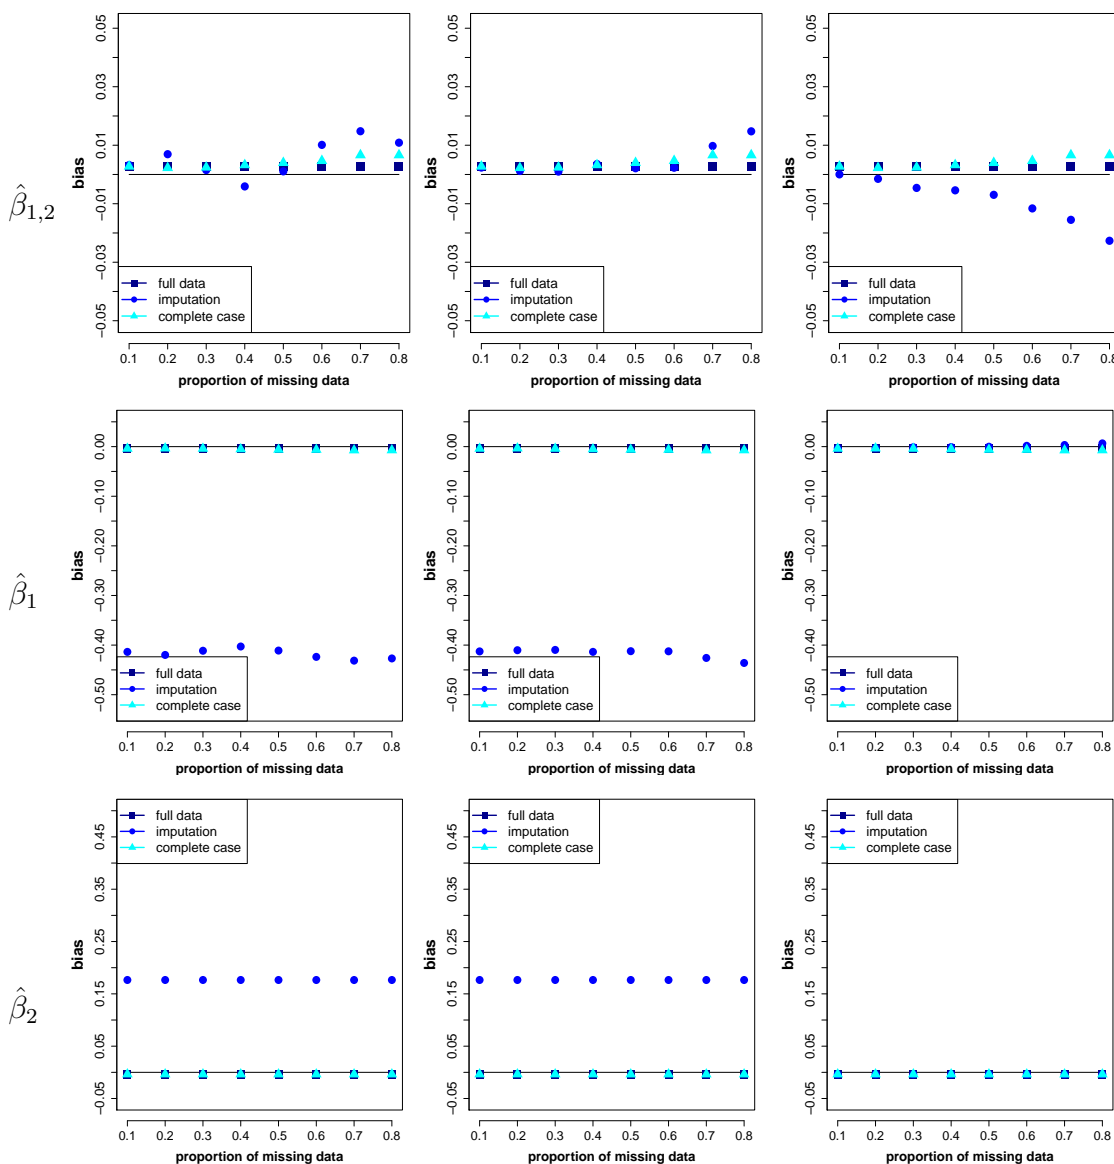 β̂1,2
bias
0.05
0.03
0.01
−0.01
−0.03
−0.05
full data
imputation
complete case
0.1 0.2 0.3 0.4 0.5 0.6 0.7 0.8
proportion of missing data
bias
0.05
0.03
0.01
−0.01
−0.03
−0.05
full data
imputation
complete case
0.1 0.2 0.3 0.4 0.5 0.6 0.7 0.8
proportion of missing data
bias
0.05
0.03
0.01
−0.01
−0.03
−0.05
full data
imputation
complete case
0.1 0.2 0.3 0.4 0.5 0.6 0.7 0.8
proportion of missing data
β̂1
bias
0.00
−0.10
−0.20
−0.30
−0.40
−0.50
full data
imputation
complete case
0.1 0.2 0.3 0.4 0.5 0.6 0.7 0.8
proportion of missing data
bias
0.00
−0.10
−0.20
−0.30
−0.40
−0.50
full data
imputation
complete case
0.1 0.2 0.3 0.4 0.5 0.6 0.7 0.8
proportion of missing data
bias
0.00
−0.10
−0.20
−0.30
−0.40
−0.50
full data
imputation
complete case
0.1 0.2 0.3 0.4 0.5 0.6 0.7 0.8
proportion of missing data
β̂2
bias
full data
imputation
complete case
0.45
0.35
0.25
0.15
0.05
−0.05
0.1 0.2 0.3 0.4 0.5 0.6 0.7 0.8
proportion of missing data
bias
full data
imputation
complete case
0.45
0.35
0.25
0.15
0.05
−0.05
0.1 0.2 0.3 0.4 0.5 0.6 0.7 0.8
proportion of missing data
bias
full data
imputation
complete case
0.45
0.35
0.25
0.15
0.05
−0.05
0.1 0.2 0.3 0.4 0.5 0.6 0.7 0.8
proportion of missing data